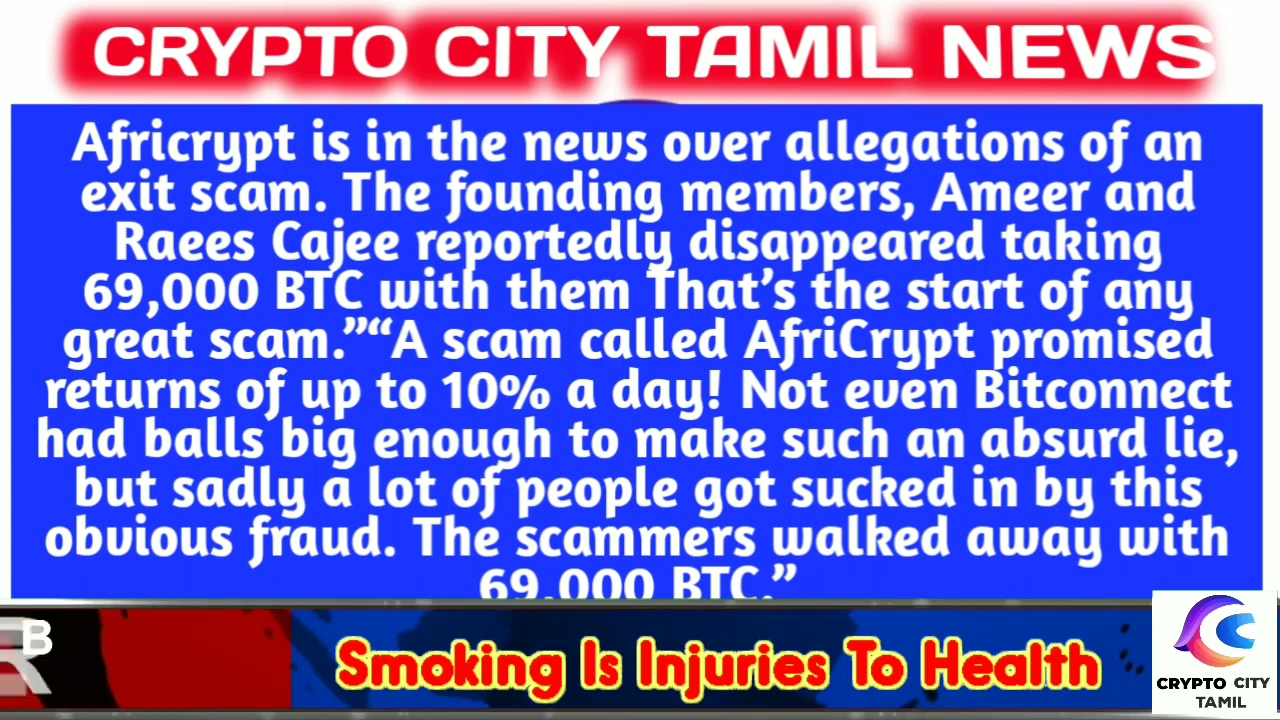 CRYPTO CITY TAMIL NEWS
Africrypt is in the news over allegations of an
exit scam. The founding members, Ameer and
Raees Cajee reportedly disappeared taking
69,000 BTC with them That’s the start of any
great scam.”“A scam called AfriCrypt promised
returns of up to 10% a day! Not even Bitconnect
had balls big enough to make such an absurd lie,
but sadly a lot of people got sucked in by this
obvious fraud. The scammers walked away with
69,000 BTC.”
B
R
Smoking Is Injuries To Health
CRYPTO CITY
TAMIL